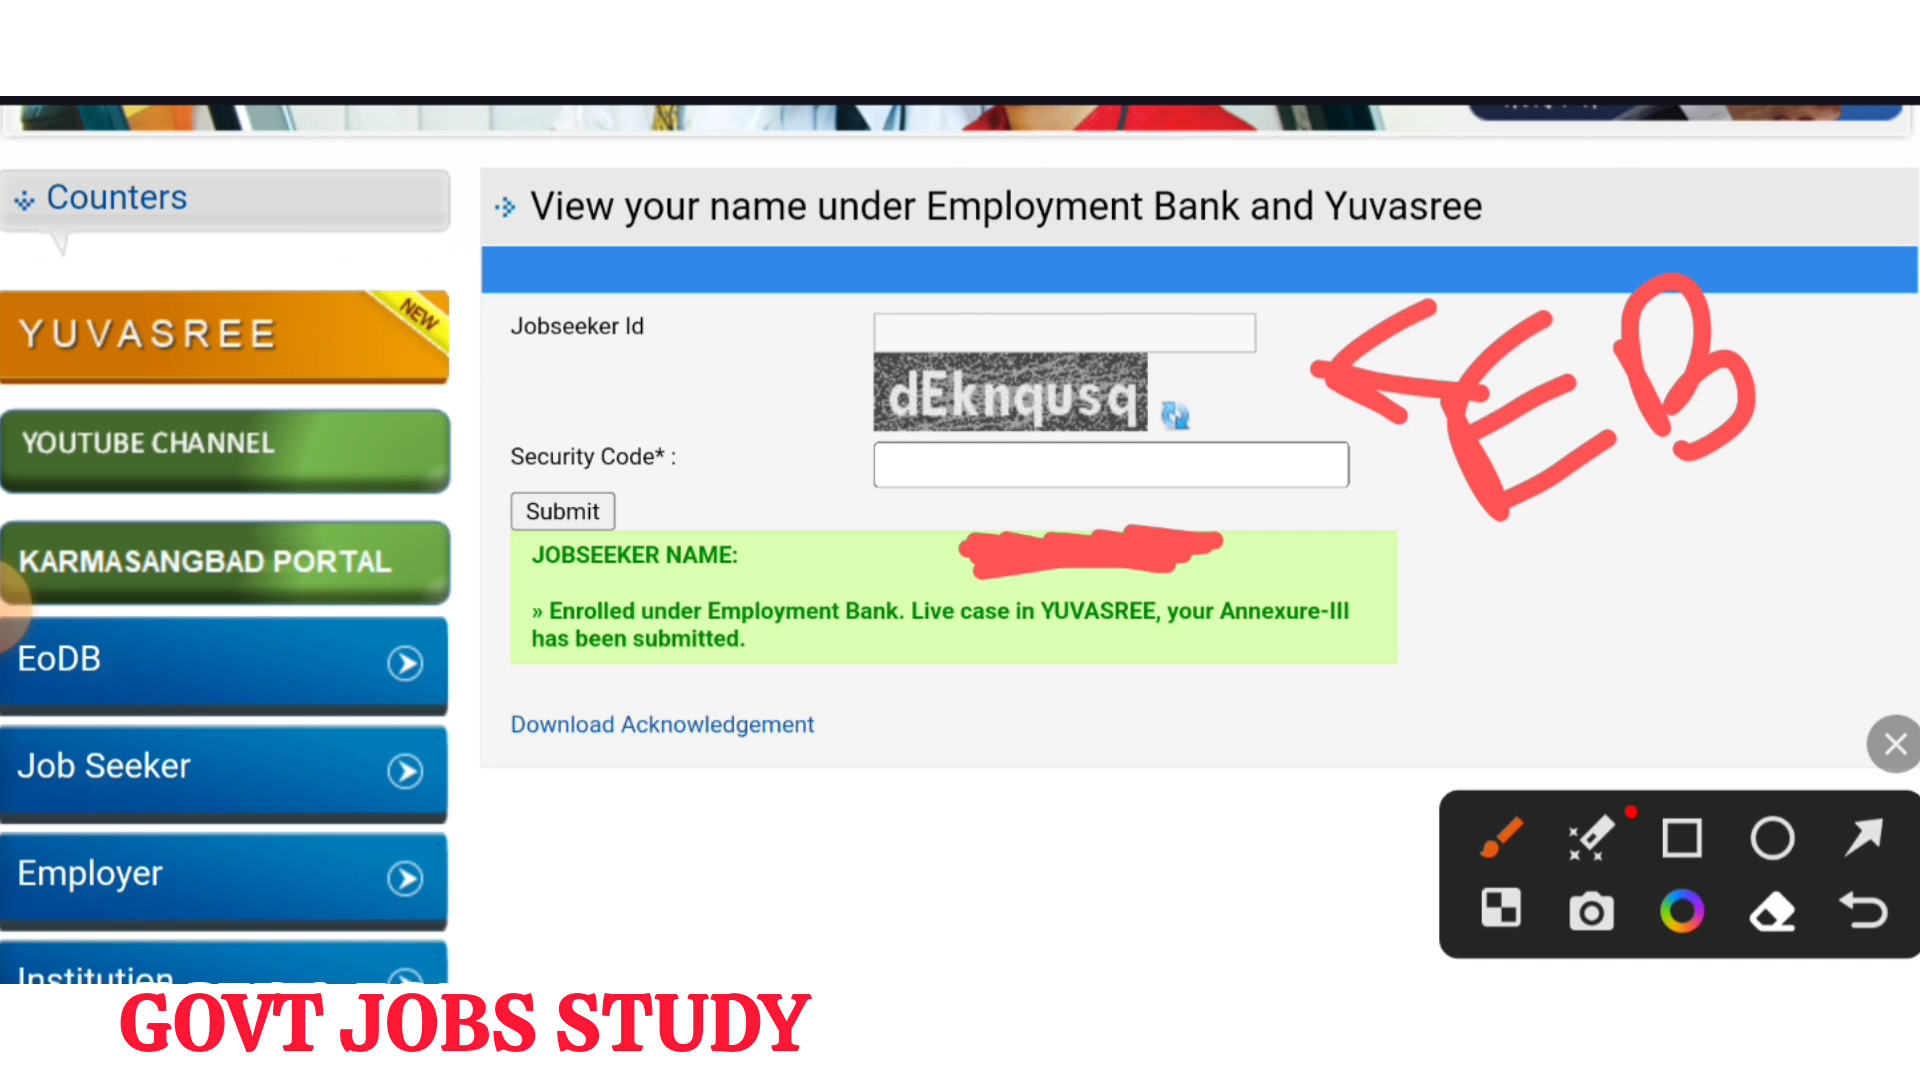 Counters
View your name under Employment Bank and Yuvasree
YUVASREE
NEW
Jobseeker Id
EB
dEknqusq
YOUTUBE CHANNEL
Security Code* :
Submit
KARMASANGBAD PORTAL
JOBSEEKER NAME:
» Enrolled under Employment Bank. Live case in YUVASREE, your Annexure-III
has been submitted.
EoDB
Download Acknowledgement
Job Seeker
Employer
Institution
GOVT JOBS STUDY